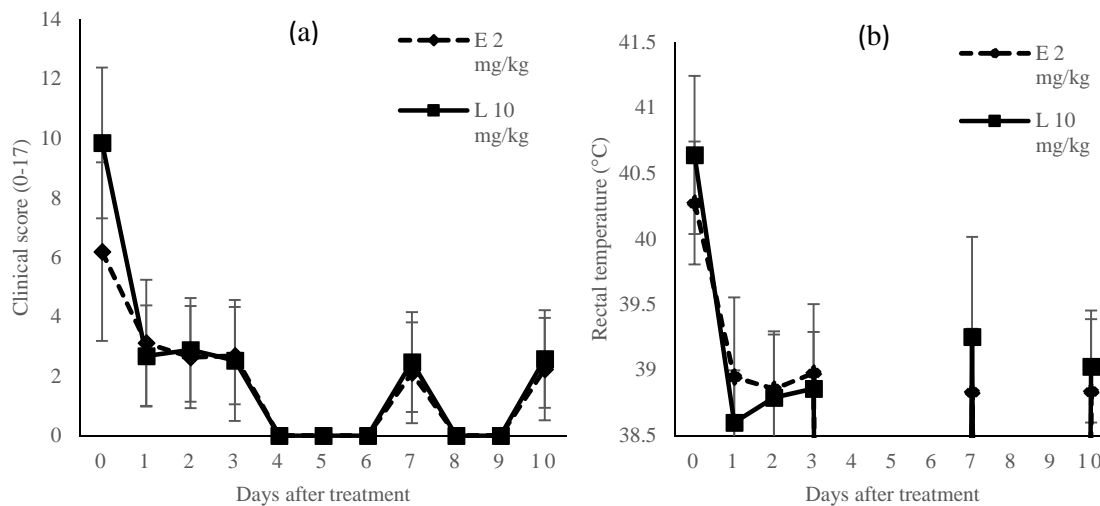 (a)
Clinical score (0-17)
14
12
10
8
6
4
2
0
E 2
mg/kg
L 10
mg/kg
0 1 2 3 4 5 6 7 8 9 10
Days after treatment
(b)
Rectal temperature (°C)
41.5
41
40.5
40
39.5
39
38.5
E 2
mg/kg
L 10
mg/kg
0 1 2 3 4 5 6 7 8 9 10
Days after treatment